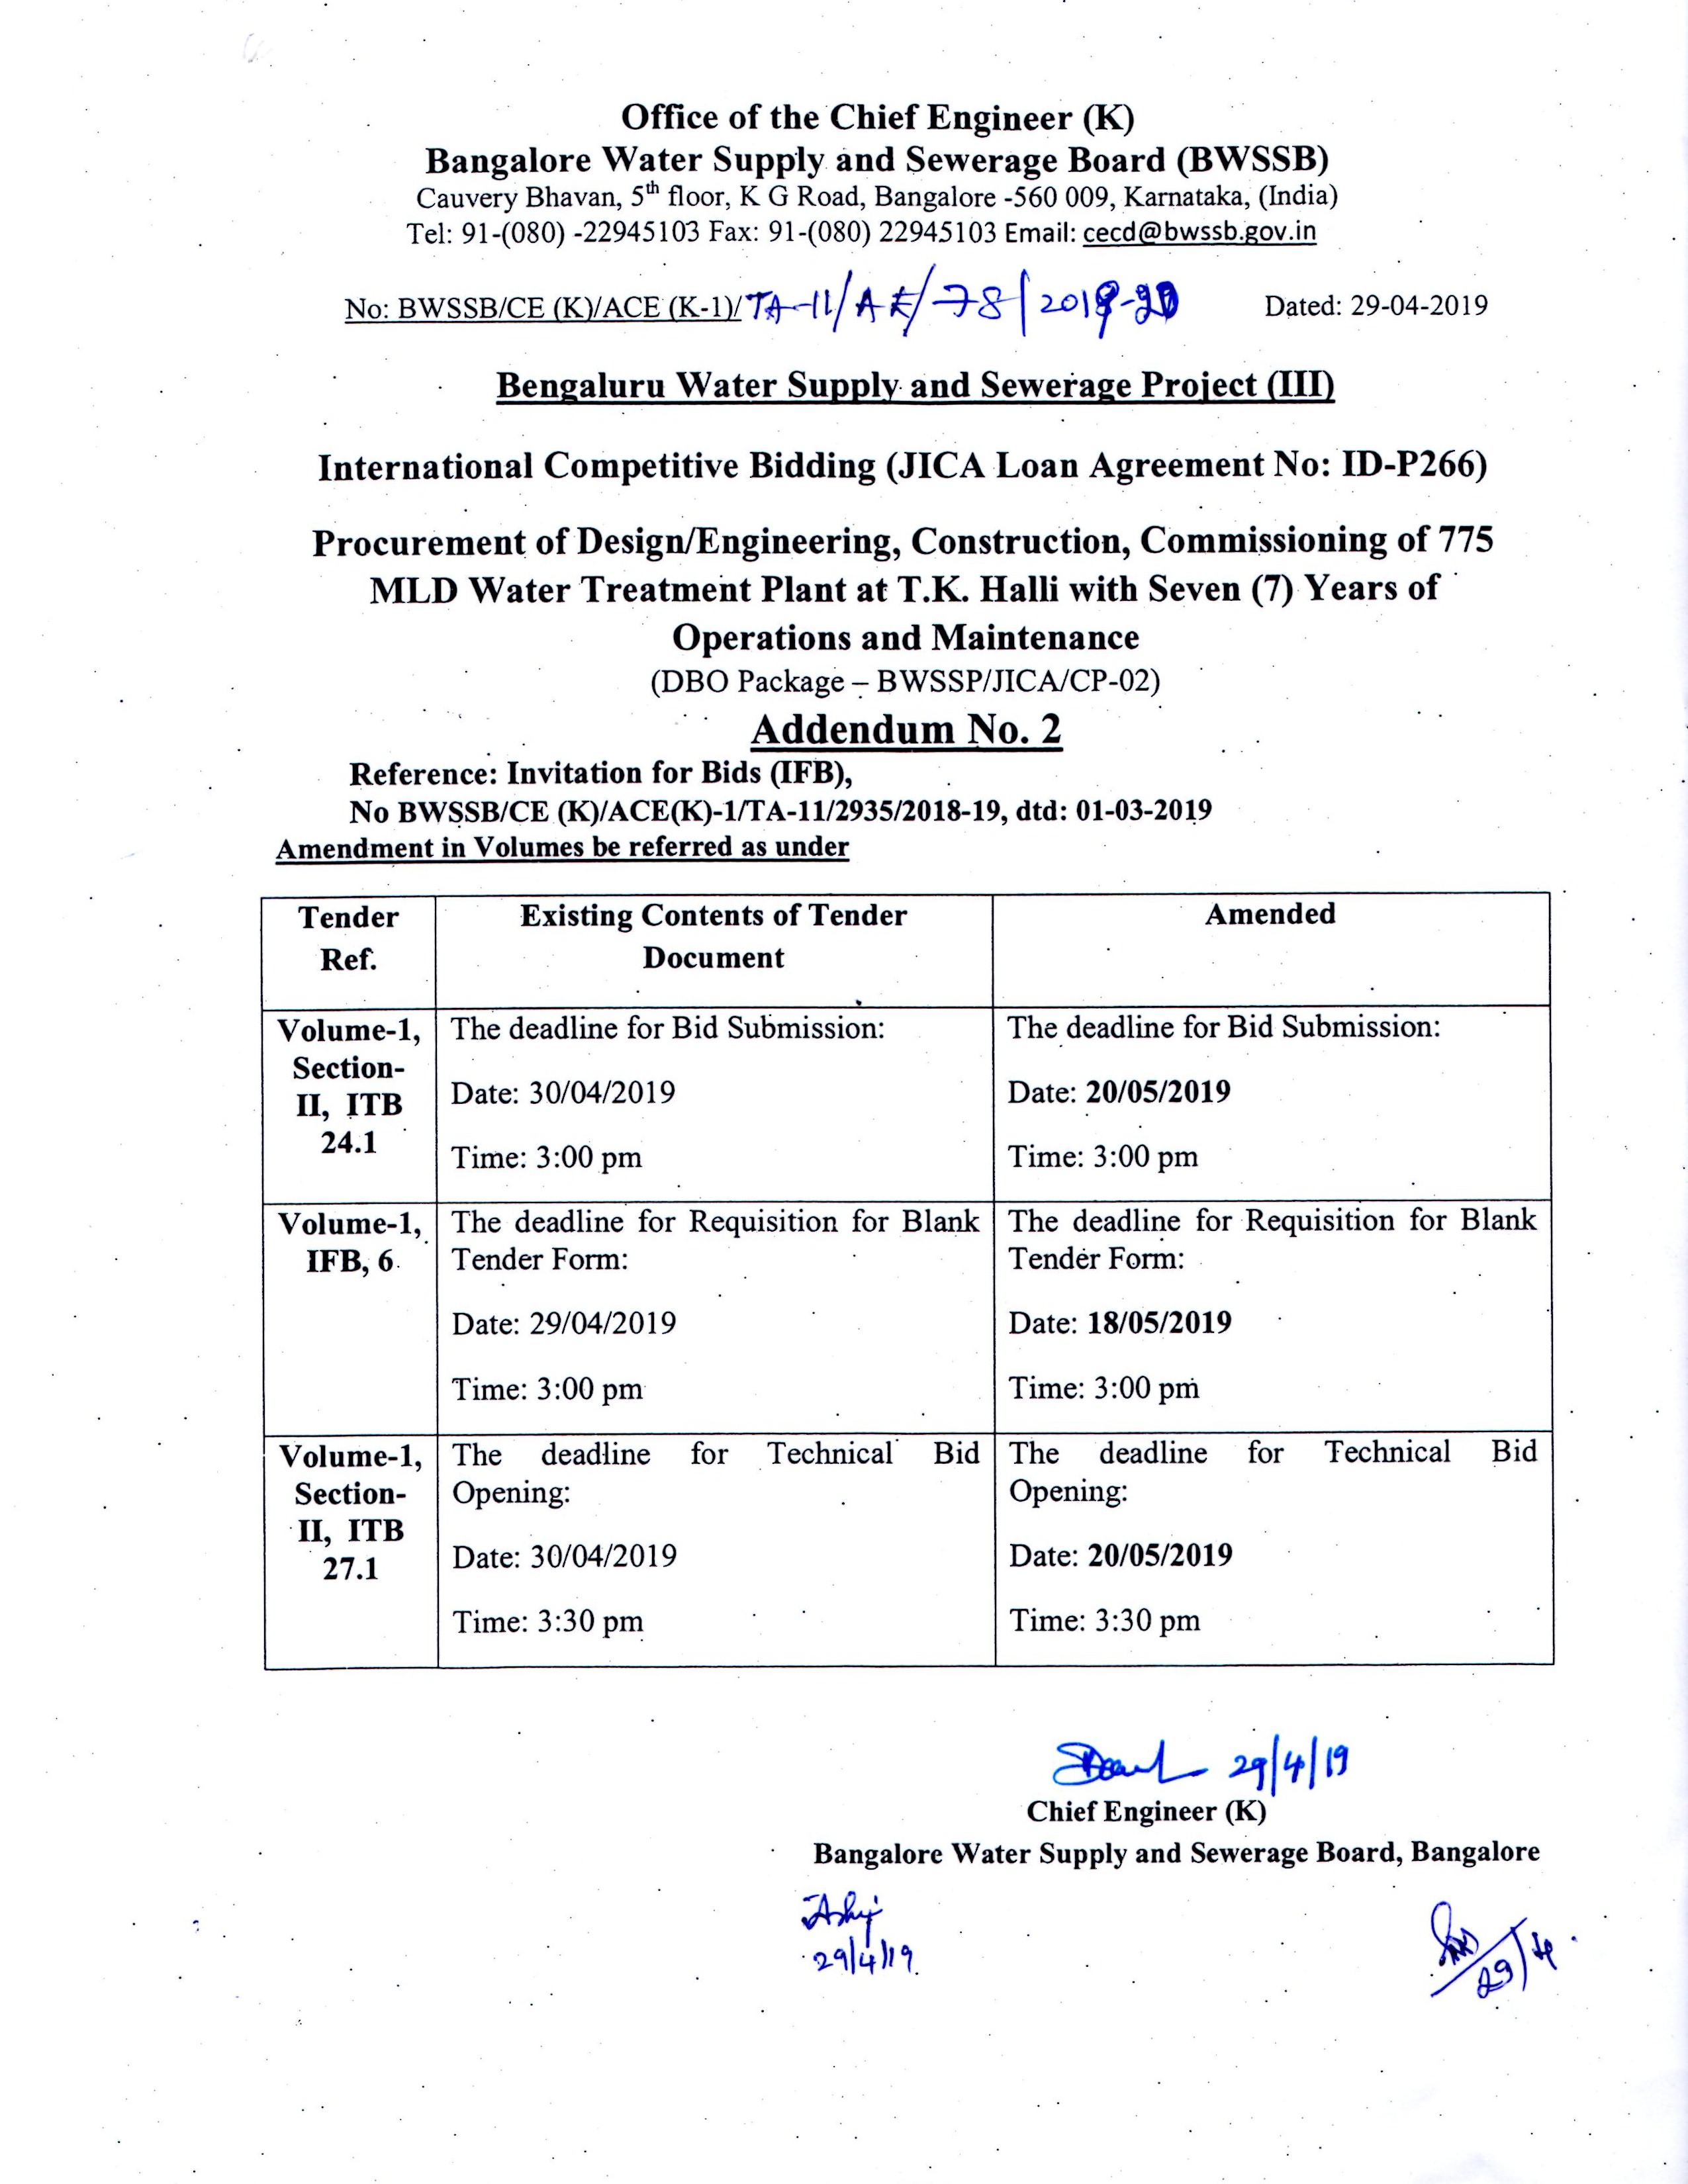 Office of the Chief Engineer (K)
Bangalore Water Supply and Sewerage Board (BWSSB)
Cauvery Bhavan, 5th floor, K G Road, Bangalore -560 009, Karnataka, (India)
Tel: 91-(080) -22945103 Fax: 91-(080) 22945103 Email: cecd@bwssb.gov.in
No: BWSSB/CE (K)/ACE (K-1)/TA-11/AE/78/2019-20 Dated: 29-04-2019
Bengaluru Water Supply and Sewerage Project (III)
International Competitive Bidding (JICA Loan Agreement No: ID-P266)
Procurement of Design/Engineering, Construction, Commissioning of 775
MLD Water Treatment Plant at T.K. Halli with Seven (7) Years of
Operations and Maintenance
(DBO Package – BWSSP/JICA/CP-02)
Addendum No. 2
Reference: Invitation for Bids (IFB),
No BWSSB/CE (K)/ACE(K)-1/TA-11/2935/2018-19, dtd: 01-03-2019
Amendment in Volumes be referred as under
Tender
Ref.
Existing Contents of Tender
Document
Amended
Volume-1,
Section-
II, ITB
24.1
The deadline for Bid Submission:
Date: 30/04/2019
Time: 3:00 pm
The deadline for Bid Submission:
Date: 20/05/2019
Time: 3:00 pm
Volume-1,
IFB, 6
The deadline for Requisition for Blank
Tender Form:
Date: 29/04/2019
Time: 3:00 pm
The deadline for Requisition for Blank
Tender Form:
Date: 18/05/2019
Time: 3:00 pm
Volume-1,
Section-
II, ITB
27.1
The deadline for Technical Bid
Opening:
Date: 30/04/2019
Time: 3:30 pm
The deadline for Technical Bid
Opening:
Date: 20/05/2019
Time: 3:30 pm
29/4/19
Chief Engineer (K)
Bangalore Water Supply and Sewerage Board, Bangalore
29/4/19
29/4